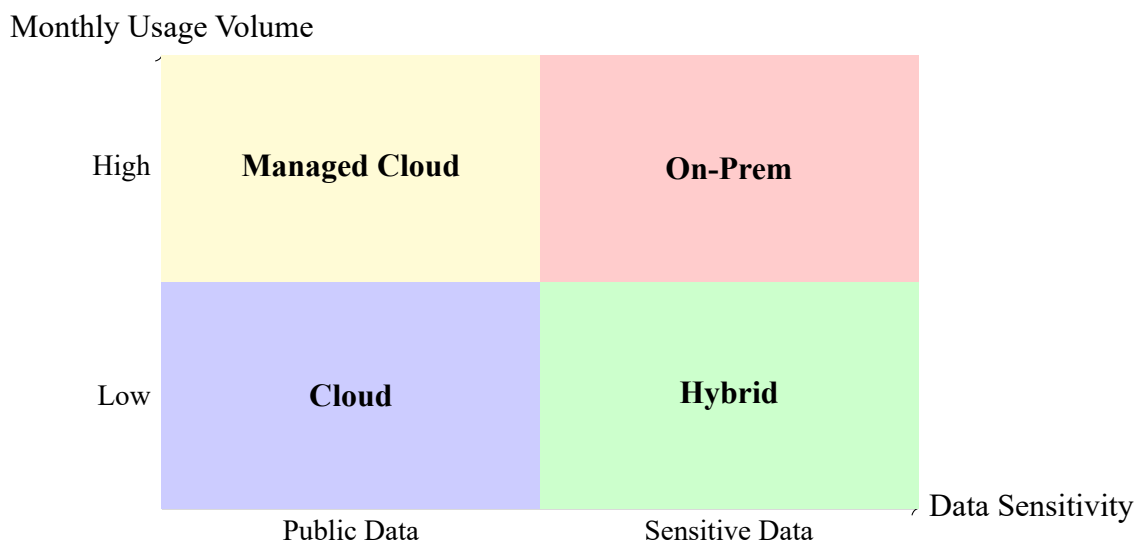 Monthly Usage Volume
High
Managed Cloud
On-Prem
Low
Cloud
Hybrid
Data Sensitivity
Public Data
Sensitive Data